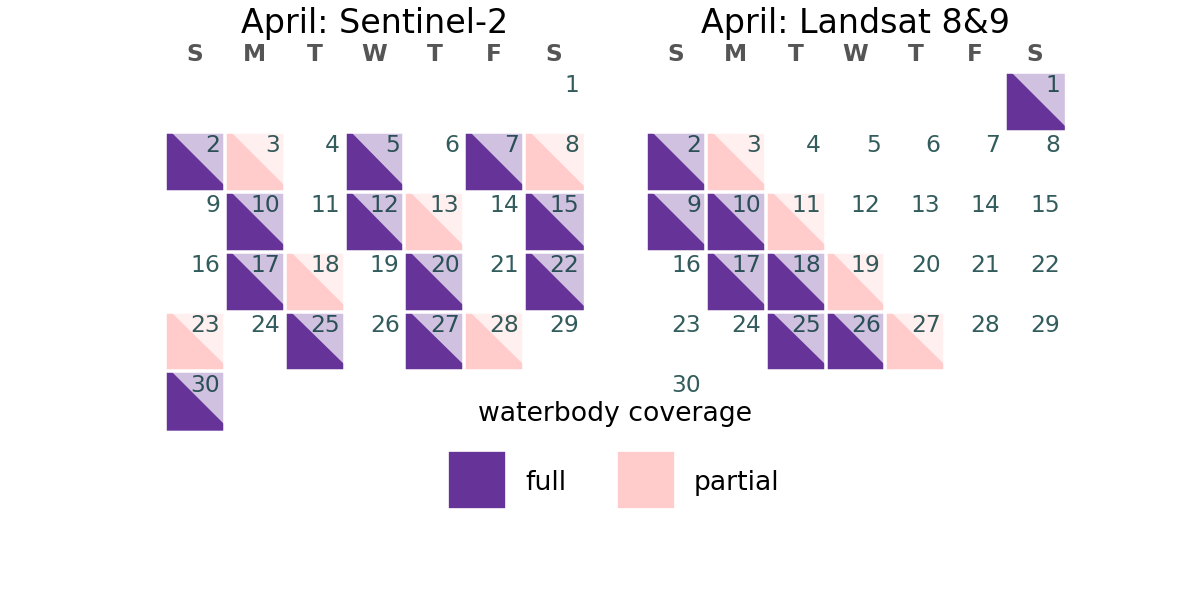 April: Sentinel-2
S M T W T F S
1
2 3 4 5 6 7 8
9 10 11 12 13 14 15
16 17 18 19 20 21 22
23 24 25 26 27 28 29
30
April: Landsat 8&9
S M T W T F S
1
2 3 4 5 6 7 8
9 10 11 12 13 14 15
16 17 18 19 20 21 22
23 24 25 26 27 28 29
30
waterbody coverage
full partial